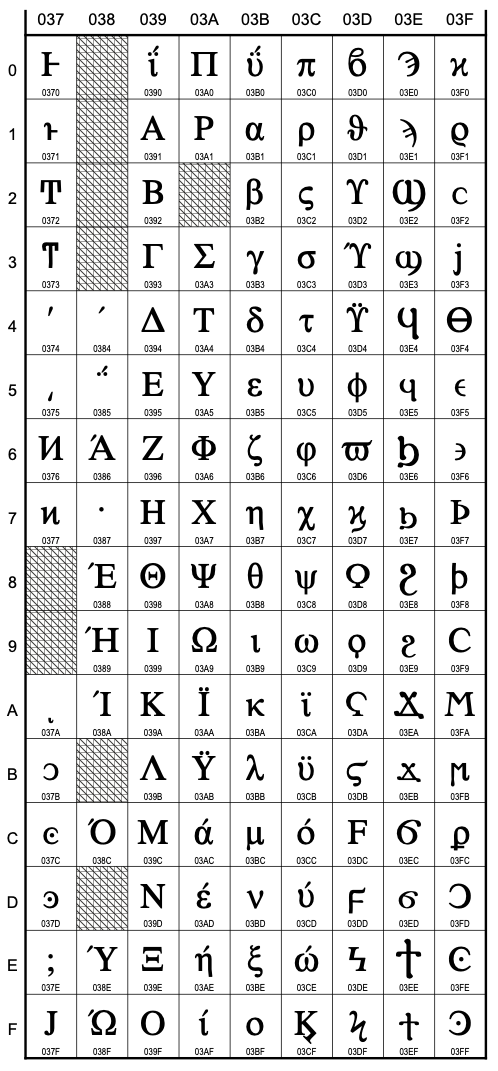 037 038 039 03A 03B 03C 03D 03E 03F
0 Ͱ ΐ Π ΰ π ϐ Ϡ ϰ
0370 0390 03A0 03B0 03C0 03D0 03E0 03F0
1 ͱ Α Ρ α ρ ϑ ϡ ϱ
0371 0391 03A1 03B1 03C1 03D1 03E1 03F1
2 Ͳ Β β ς ϒ Ϣ ϲ
0372 0392 03B2 03C2 03D2 03E2 03F2
3 ͳ Γ Σ γ σ ϓ ϣ ϳ
0373 0393 03A3 03B3 03C3 03D3 03E3 03F3
4 ʹ ΄ Δ Τ δ τ ϔ Ϥ ϴ
0374 0384 0394 03A4 03B4 03C4 03D4 03E4 03F4
5 ͵ ΅ Ε Υ ε υ ϕ ϥ ϵ
0375 0385 0395 03A5 03B5 03C5 03D5 03E5 03F5
6 Ͷ Ά Ζ Φ ζ φ ϖ Ϧ ϶
0376 0386 0396 03A6 03B6 03C6 03D6 03E6 03F6
7 ͷ · Η Χ η χ ϗ ϧ Ϸ
0377 0387 0397 03A7 03B7 03C7 03D7 03E7 03F7
8 Έ Θ Ψ θ ψ Ϙ Ϩ ϸ
0388 0398 03A8 03B8 03C8 03D8 03E8 03F8
9 Ή Ι Ω ι ω ϙ ϩ Ϲ
0389 0399 03A9 03B9 03C9 03D9 03E9 03F9
A ͺ Ί Κ Ϊ κ ϊ Ϛ Ϫ Ϻ
037A 038A 039A 03AA 03BA 03CA 03DA 03EA 03FA
B ͻ Λ Ϋ λ ϋ ϛ ϫ ϻ
037B 039B 03AB 03BB 03CB 03DB 03EB 03FB
C ͼ Ό Μ ά μ ό Ϝ Ϭ ϼ
037C 038C 039C 03AC 03BC 03CC 03DC 03EC 03FC
D ͽ Ν έ ν ύ ϝ ϭ Ͻ
037D 039D 03AD 03BD 03CD 03DD 03ED 03FD
E ; Ύ Ξ ή ξ ώ Ϟ Ϯ Ͼ
037E 038E 039E 03AE 03BE 03CE 03DE 03EE 03FE
F Ϳ Ώ Ο ί ο Ϗ ϟ ϯ Ͽ
037F 038F 039F 03AF 03BF 03CF 03DF 03EF 03FF